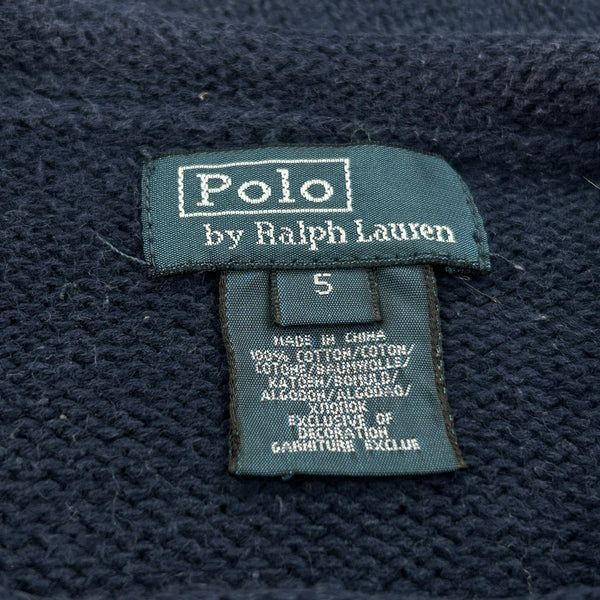 Polo
by Ralph Lauren
5
MADE IN CHINA
100% COTTON/COTON/
COTONE/BAUMWOLLE/
KATOEN/BOMULD/
ALGODON/ALGODAO/
ХЛОПОК
EXCLUSIVE OF
DECORATION
GARNITURE EXCLUE